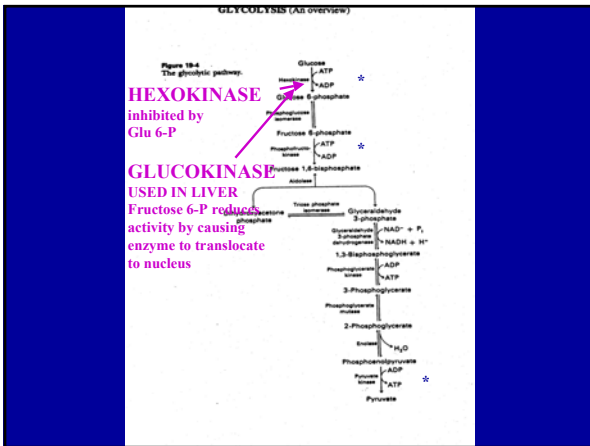 GLYCOLYSIS (An overview)
Figure 19-4
The glycolytic pathway.
Glucose
ATP
Hexokinase
ADP
*
Glucose 6-phosphate
HEXOKINASE
inhibited by
Glu 6-P
Phosphoglucose
isomerase
Fructose 6-phosphate
ATP
Phosphofructo-
kinase
ADP
*
Fructose 1,6-bisphosphate
GLUCOKINASE
USED IN LIVER
Fructose 6-P reduces
activity by causing
enzyme to translocate
to nucleus
Aldolase
Triose phosphate
isomerase
Dihydroxyacetone
phosphate
Glyceraldehyde
3-phosphate
Glyceraldehyde
3-phosphate
dehydrogenase
NAD⁺ + Pᵢ
NADH + H⁺
1,3-Bisphosphoglycerate
Phosphoglycerate
kinase
ADP
ATP
3-Phosphoglycerate
Phosphoglycerate
mutase
2-Phosphoglycerate
Enolase
H₂O
Phosphoenolpyruvate
Pyruvate
kinase
ADP
ATP
*
Pyruvate